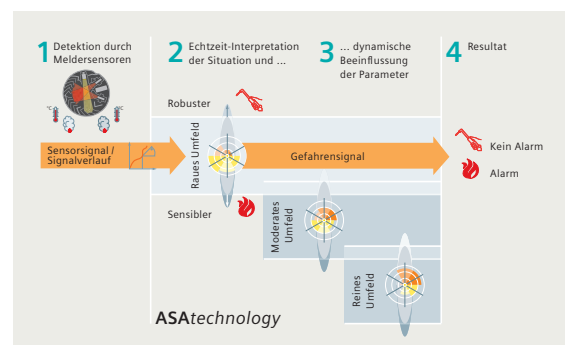 1 Detektion durch
Meldersensoren
2 Echtzeit-Interpretation
der Situation und ...
3 ... dynamische
Beeinflussung
der Parameter
4 Resultat
°C
°C
Robuster
Sensorsignal /
Signalverlauf
Raues Umfeld
Gefahrensignal
Kein Alarm
Alarm
Sensibler
Moderates
Umfeld
Reines
Umfeld
ASAtechnology